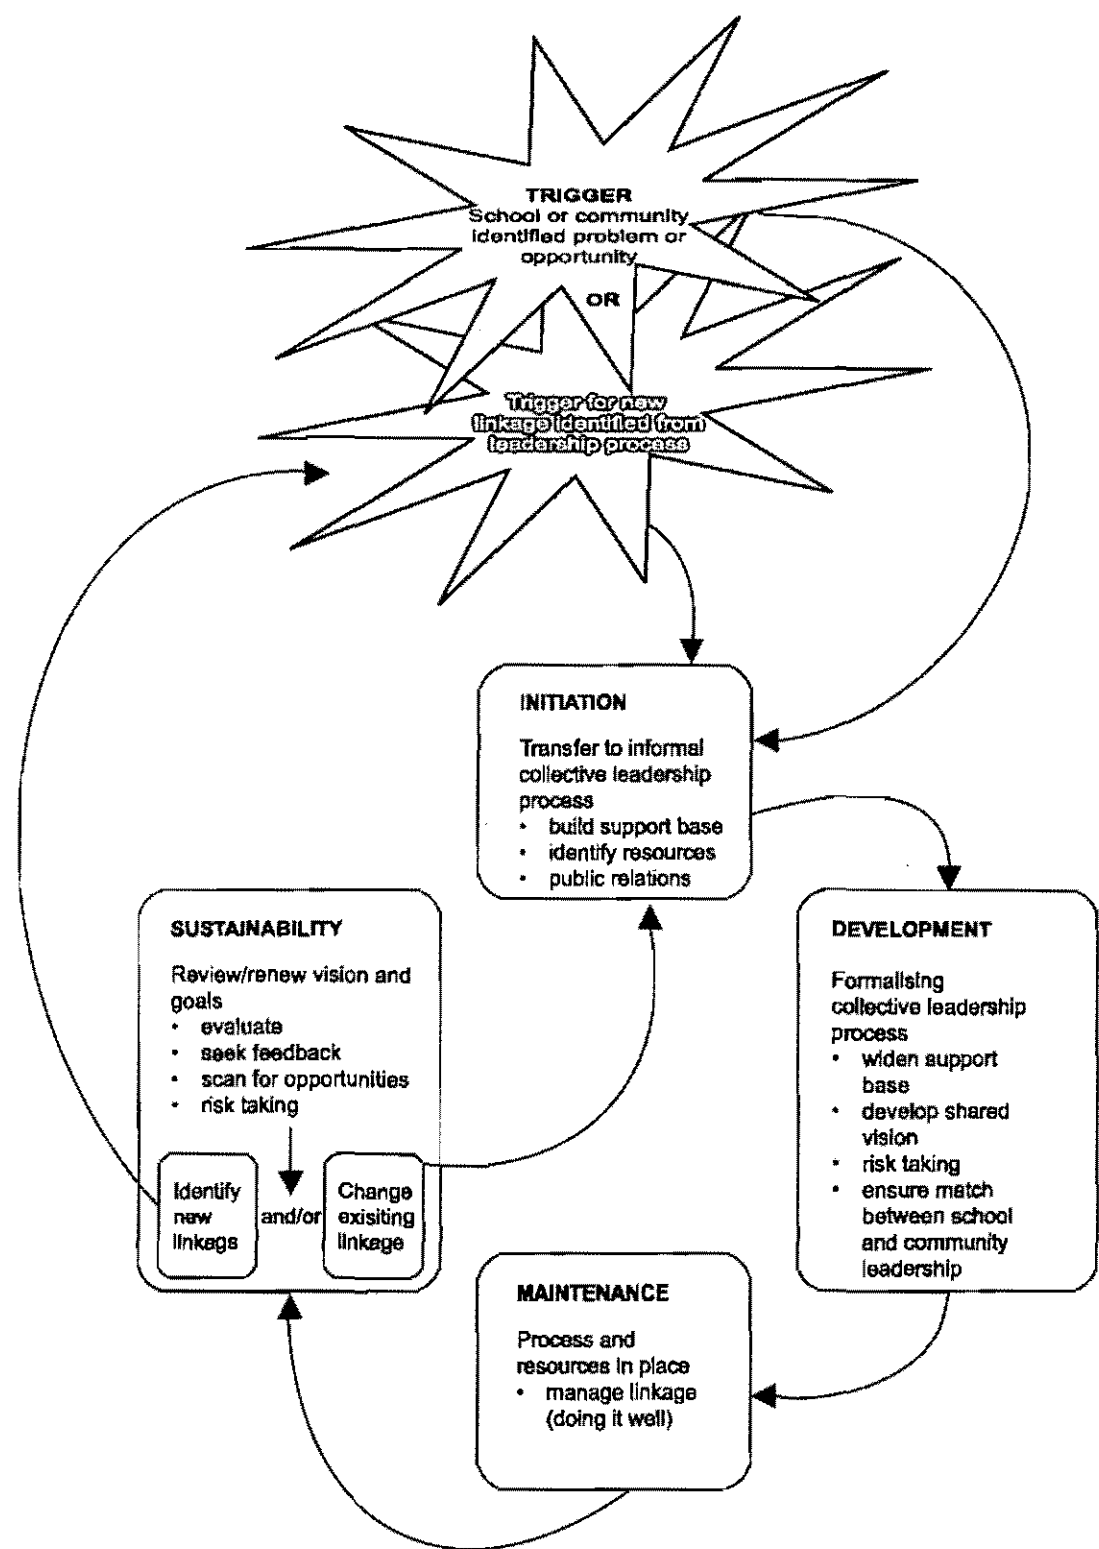 TRIGGER
School or community
identified problem or
opportunity
OR
Trigger for new
linkage identified from
leadership process
INITIATION
Transfer to informal
collective leadership
process
• build support base
• identify resources
• public relations
SUSTAINABILITY
Review/renew vision and
goals
• evaluate
• seek feedback
• scan for opportunities
• risk taking
Identify
new
linkags
and/or
Change
exisiting
linkage
DEVELOPMENT
Formalising
collective leadership
process
• widen support
base
• develop shared
vision
• risk taking
• ensure match
between school
and community
leadership
MAINTENANCE
Process and
resources in place
• manage linkage
(doing it well)